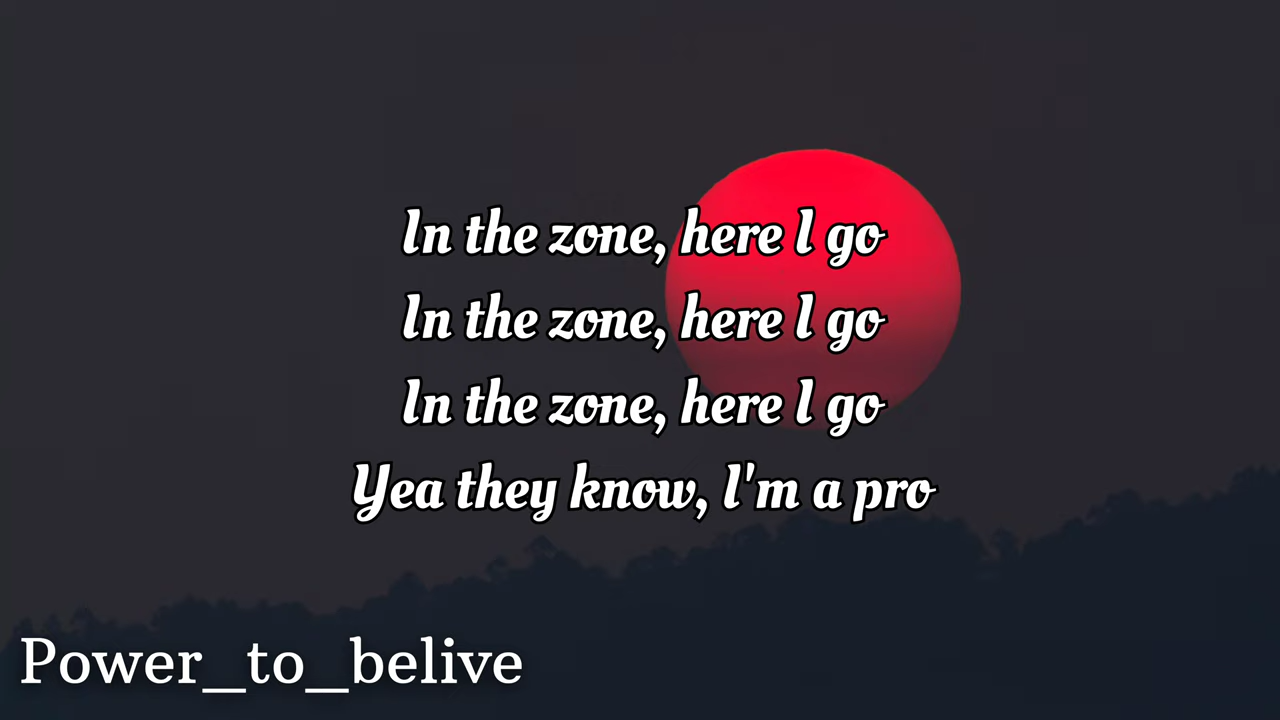 In the zone, here I go
In the zone, here I go
In the zone, here I go
Yea they know, I'm a pro
Power_to_belive